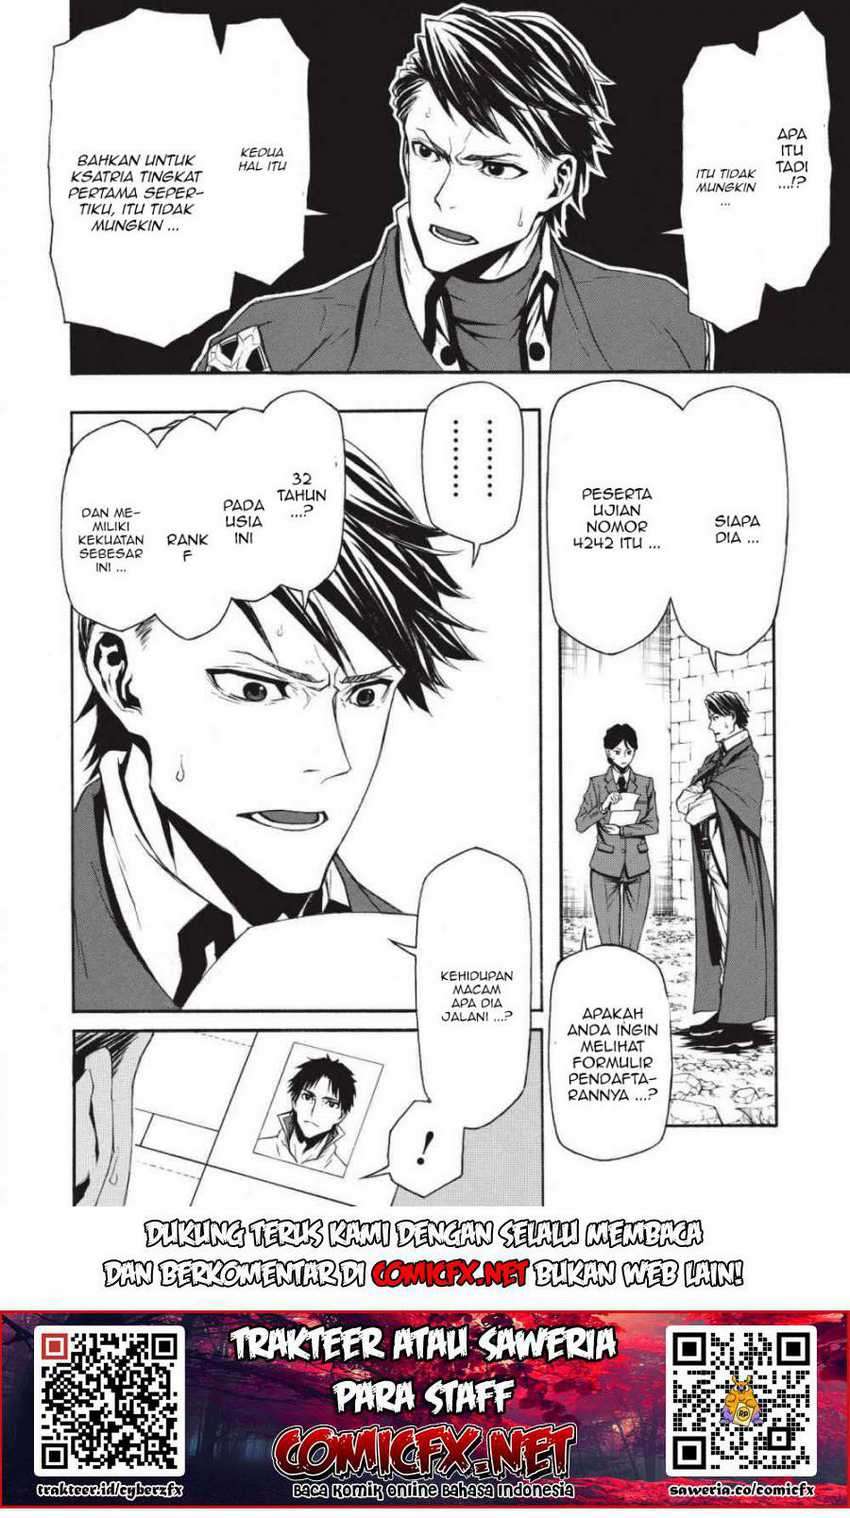 APA
ITU
TADI
...!?
ITU TIDAK
MUNGKIN
...
KEDUA
HAL ITU
BAHKAN UNTUK
KSATRIA TINGKAT
PERTAMA SEPER-
TIKU, ITU TIDAK
MUNGKIN ...
SIAPA
DIA ...
PESERTA
UJIAN
NOMOR
4242 ITU ...
APAKAH
ANDA INGIN
MELIHAT
FORMULIR
PENDAFTA-
RANNYA ...?
32
TAHUN
...?
PADA
USIA
INI
RANK
F
DAN ME-
MILIKI
KEKUATAN
SEBESAR
INI ...
KEHIDUPAN
MACAM
APA DIA
JALANI ...?
!
DUKUNG TERUS KAMI DENGAN SELALU MEMBACA
DAN BERKOMENTAR DI COMICFX.NET BUKAN WEB LAIN!
TRAKTEER ATAU SAWERIA
PARA STAFF
COMICFX.NET
BACA KOMIK ONLINE BAHASA INDONESIA
trakteer.id/cyberzfx
RP
saweria.co/comicfx